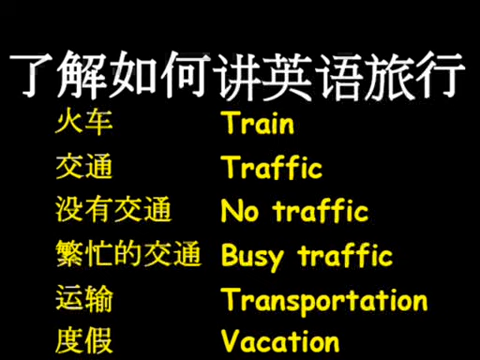 了解如何讲英语旅行
火车 Train
交通 Traffic
没有交通 No traffic
繁忙的交通 Busy traffic
运输 Transportation
度假 Vacation